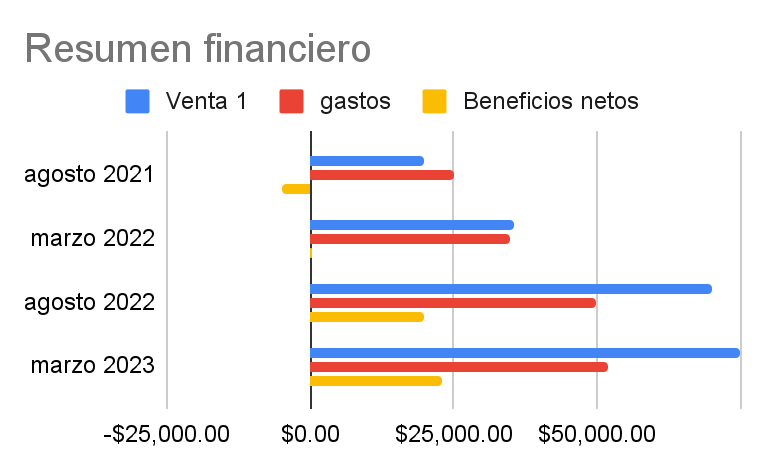 Resumen financiero
Venta 1 gastos Beneficios netos
agosto 2021
marzo 2022
agosto 2022
marzo 2023
-$25,000.00 $0.00 $25,000.00 $50,000.00